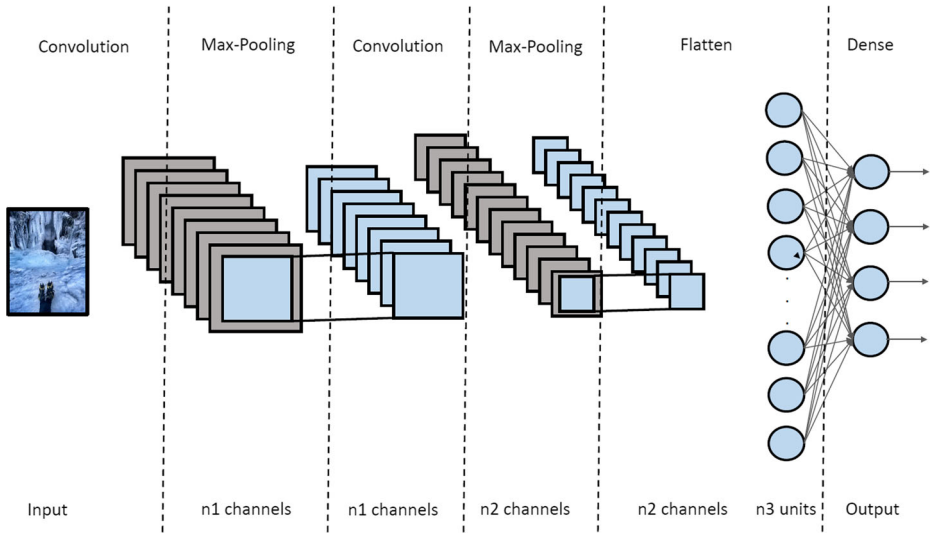 Convolution
Max-Pooling
Convolution
Max-Pooling
Flatten
Dense
Input
n1 channels
n1 channels
n2 channels
n2 channels
n3 units
Output